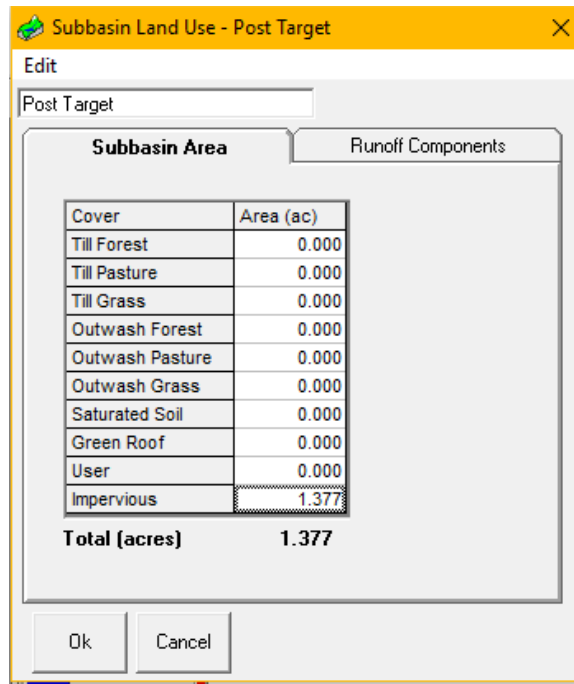 Subbasin Land Use - Post Target
Edit
Post Target
Subbasin Area Runoff Components
Cover Area (ac)
Till Forest 0.000
Till Pasture 0.000
Till Grass 0.000
Outwash Forest 0.000
Outwash Pasture 0.000
Outwash Grass 0.000
Saturated Soil 0.000
Green Roof 0.000
User 0.000
Impervious 1.377
Total (acres) 1.377
Ok Cancel